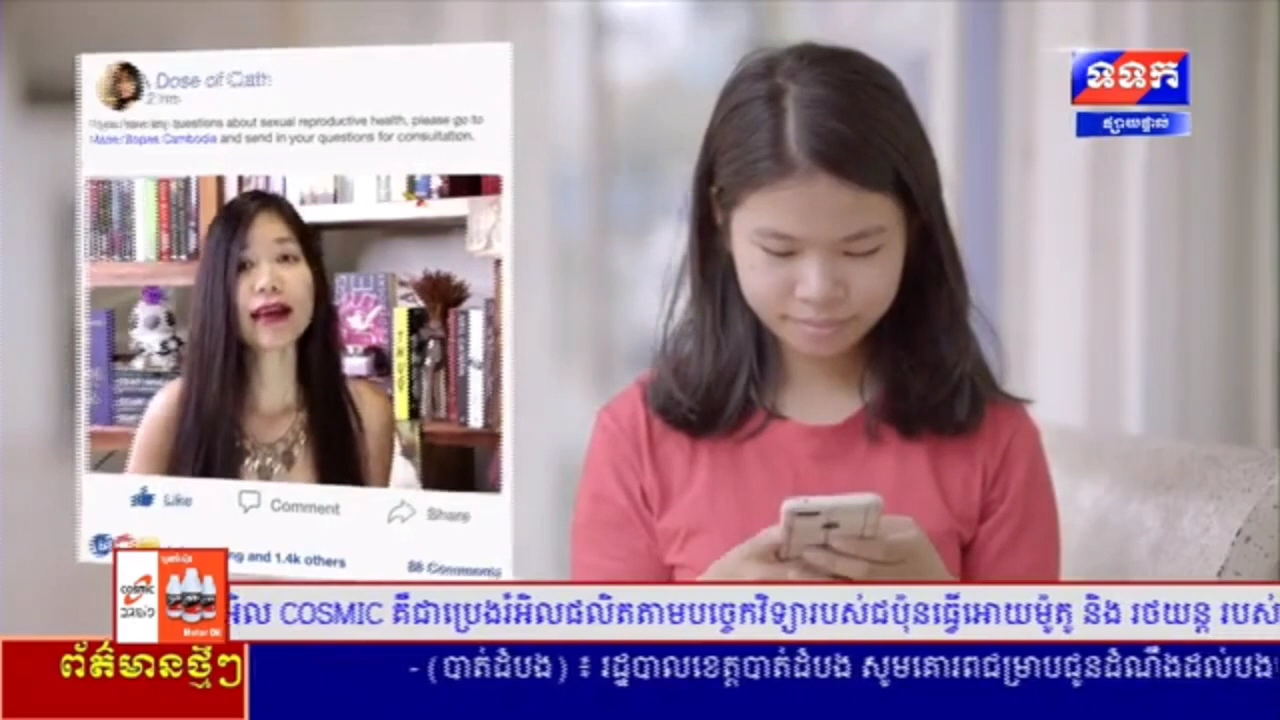 A Dose of Cath
2 hrs
questions about sexual reproductive health, please go to
Cambodia and send in your questions for consultation.
Like
Comment
Share
and 1.4k others
88 Comments
ទទក
ផ្សាយផ្ទាល់
COSMIC
Motor Oil
អិល COSMIC គឺជាប្រេងរំអិលផលិតតាមបច្ចេកវិទ្យារបស់ជប៉ុនធ្វើអោយម៉ូតូ និង រថយន្ត របស់
ព័ត៌មានថ្មីៗ
- (បាត់ដំបង) ៖ រដ្ឋបាលខេត្តបាត់ដំបង សូមគោរពជម្រាបជូនដំណឹងដល់បង